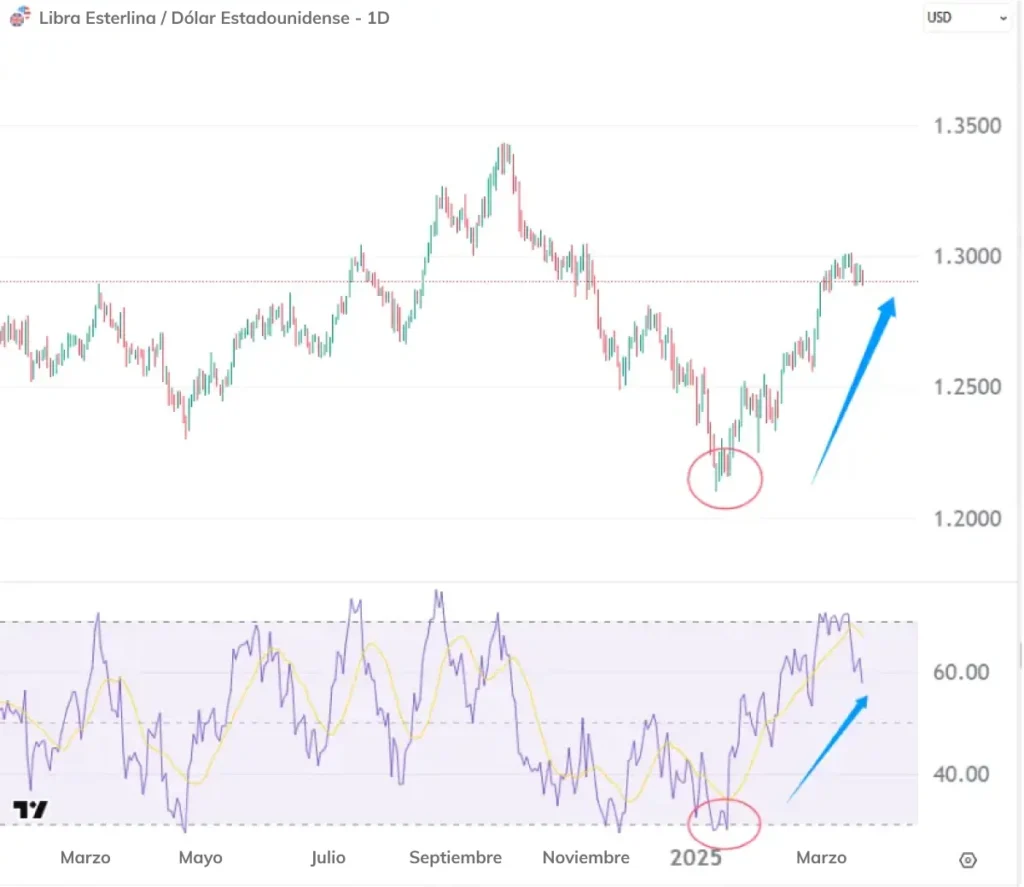 Libra Esterlina / Dólar Estadounidense - 1D
USD
1.3500
1.3000
1.2500
1.2000
60.00
40.00
Marzo Mayo Julio Septiembre Noviembre 2025 Marzo